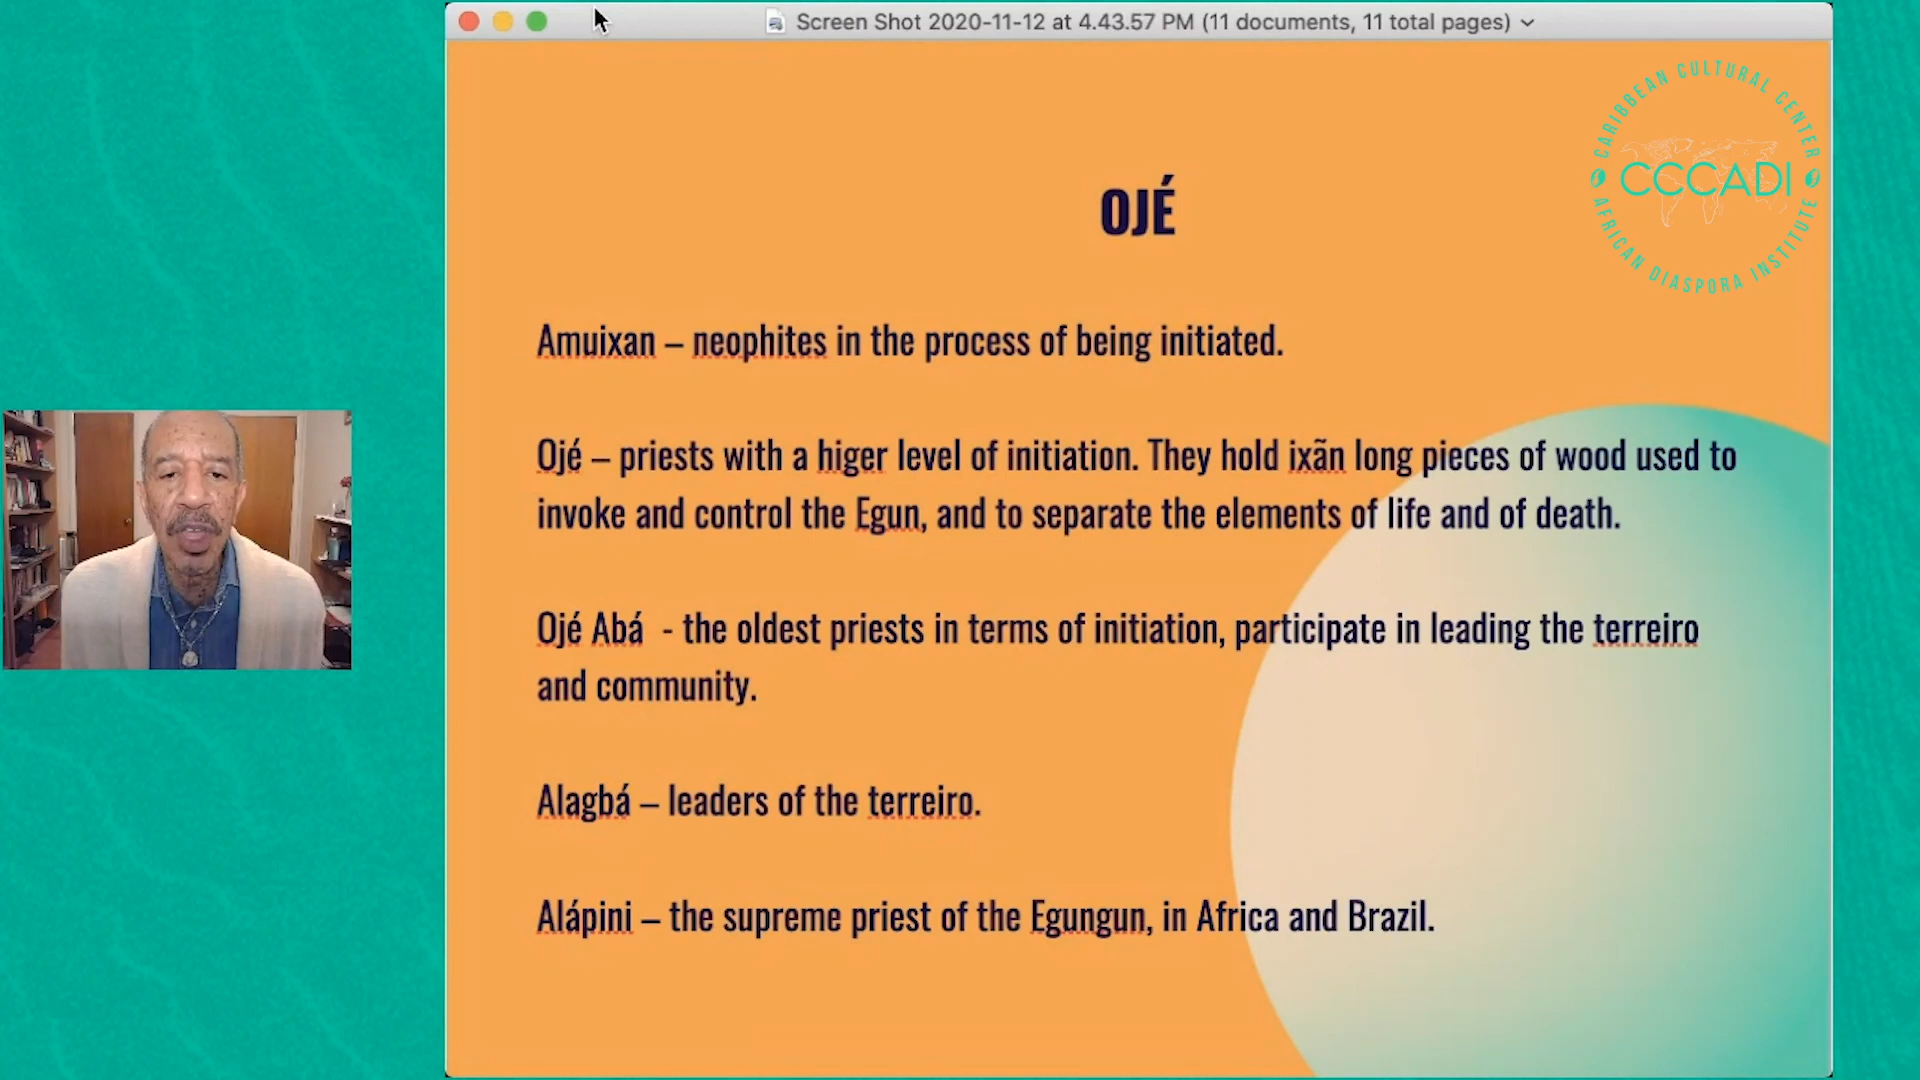 Screen Shot 2020-11-12 at 4.43.57 PM (11 documents, 11 total pages)
CARIBBEAN CULTURAL CENTER
CCCADI
AFRICAN DIASPORA INSTITUTE
OJÉ
Amuixan – neophites in the process of being initiated.
Ojé – priests with a higer level of initiation. They hold ixãn long pieces of wood used to
invoke and control the Egun, and to separate the elements of life and of death.
Ojé Abá - the oldest priests in terms of initiation, participate in leading the terreiro
and community.
Alagbá – leaders of the terreiro.
Alápini – the supreme priest of the Egungun, in Africa and Brazil.